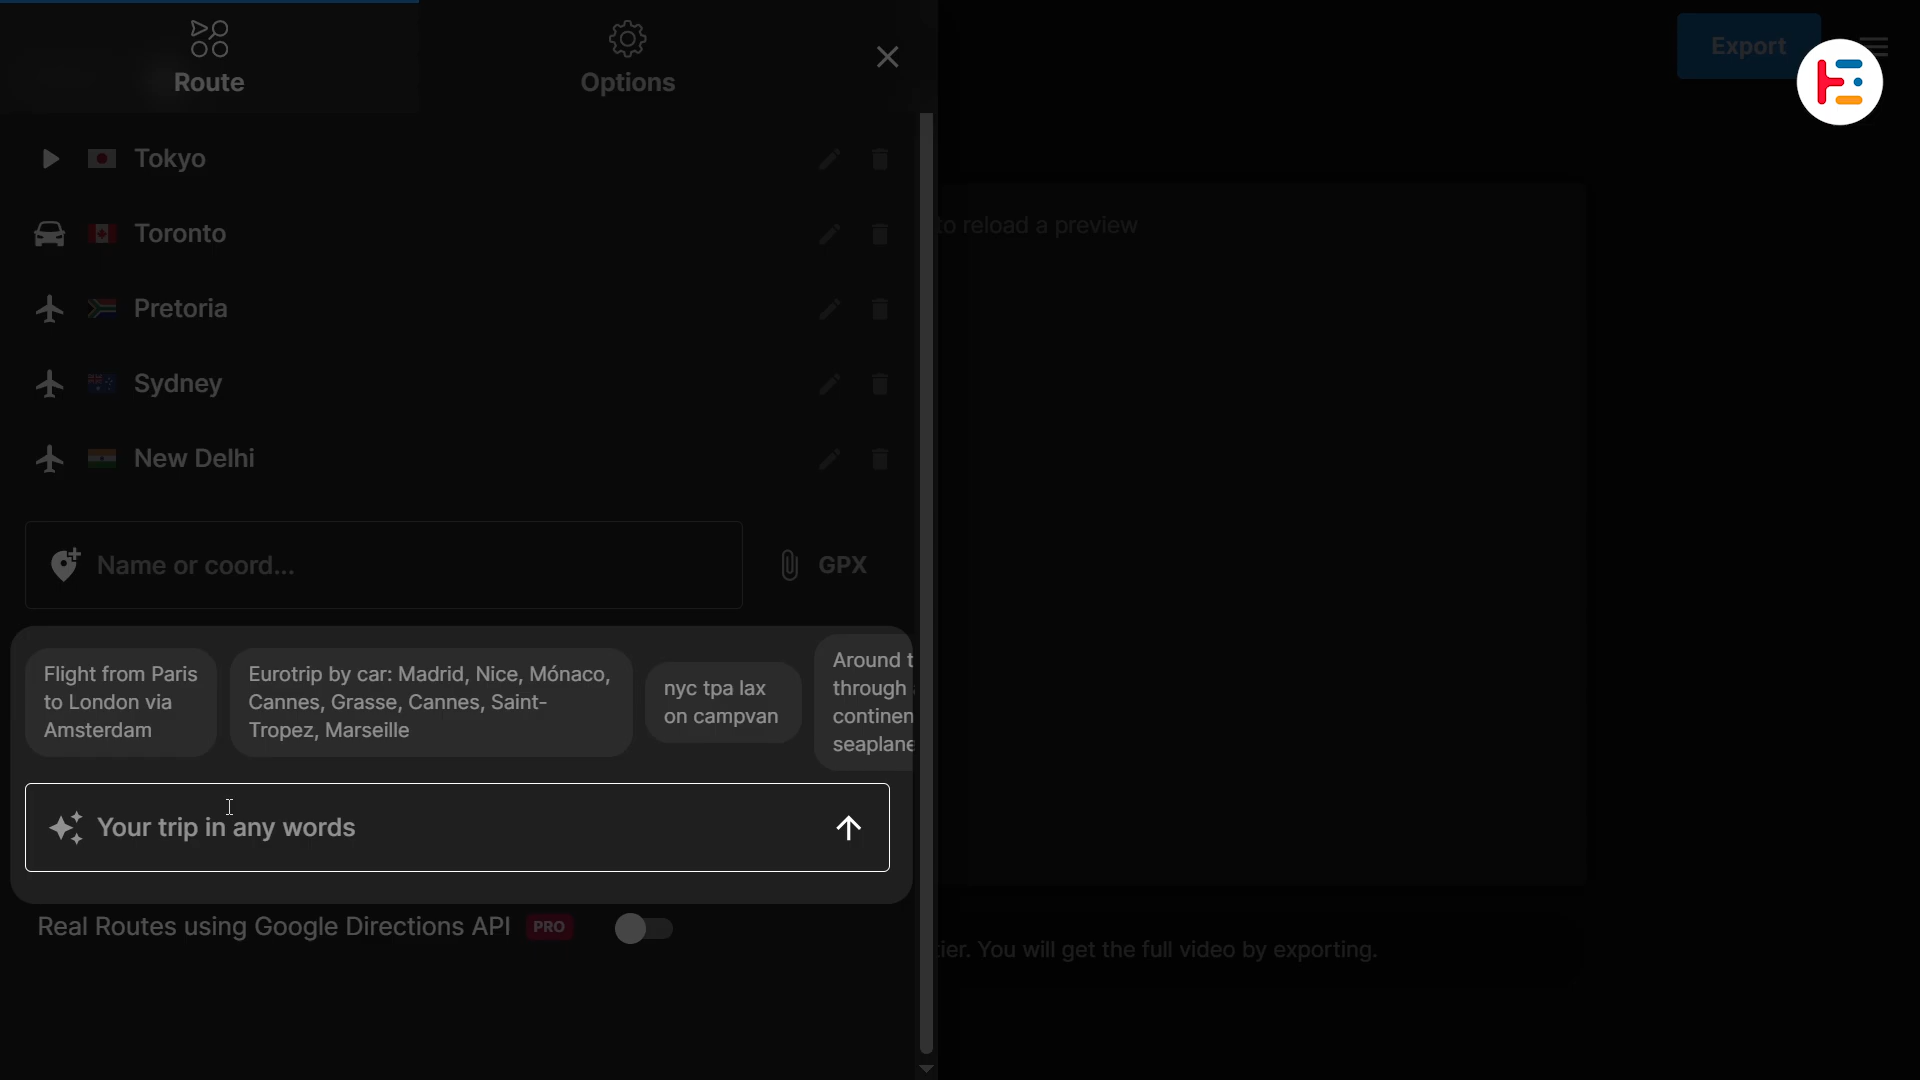 Route
Options
Export
Tokyo
Toronto
to reload a preview
Pretoria
Sydney
New Delhi
Name or coord...
GPX
Flight from Paris
to London via
Amsterdam
Eurotrip by car: Madrid, Nice, Mónaco,
Cannes, Grasse, Cannes, Saint-
Tropez, Marseille
nyc tpa lax
on campvan
Around
through
seaplane
Your trip in any words
Real Routes using Google Directions API PRO
You will get the full video by exporting.